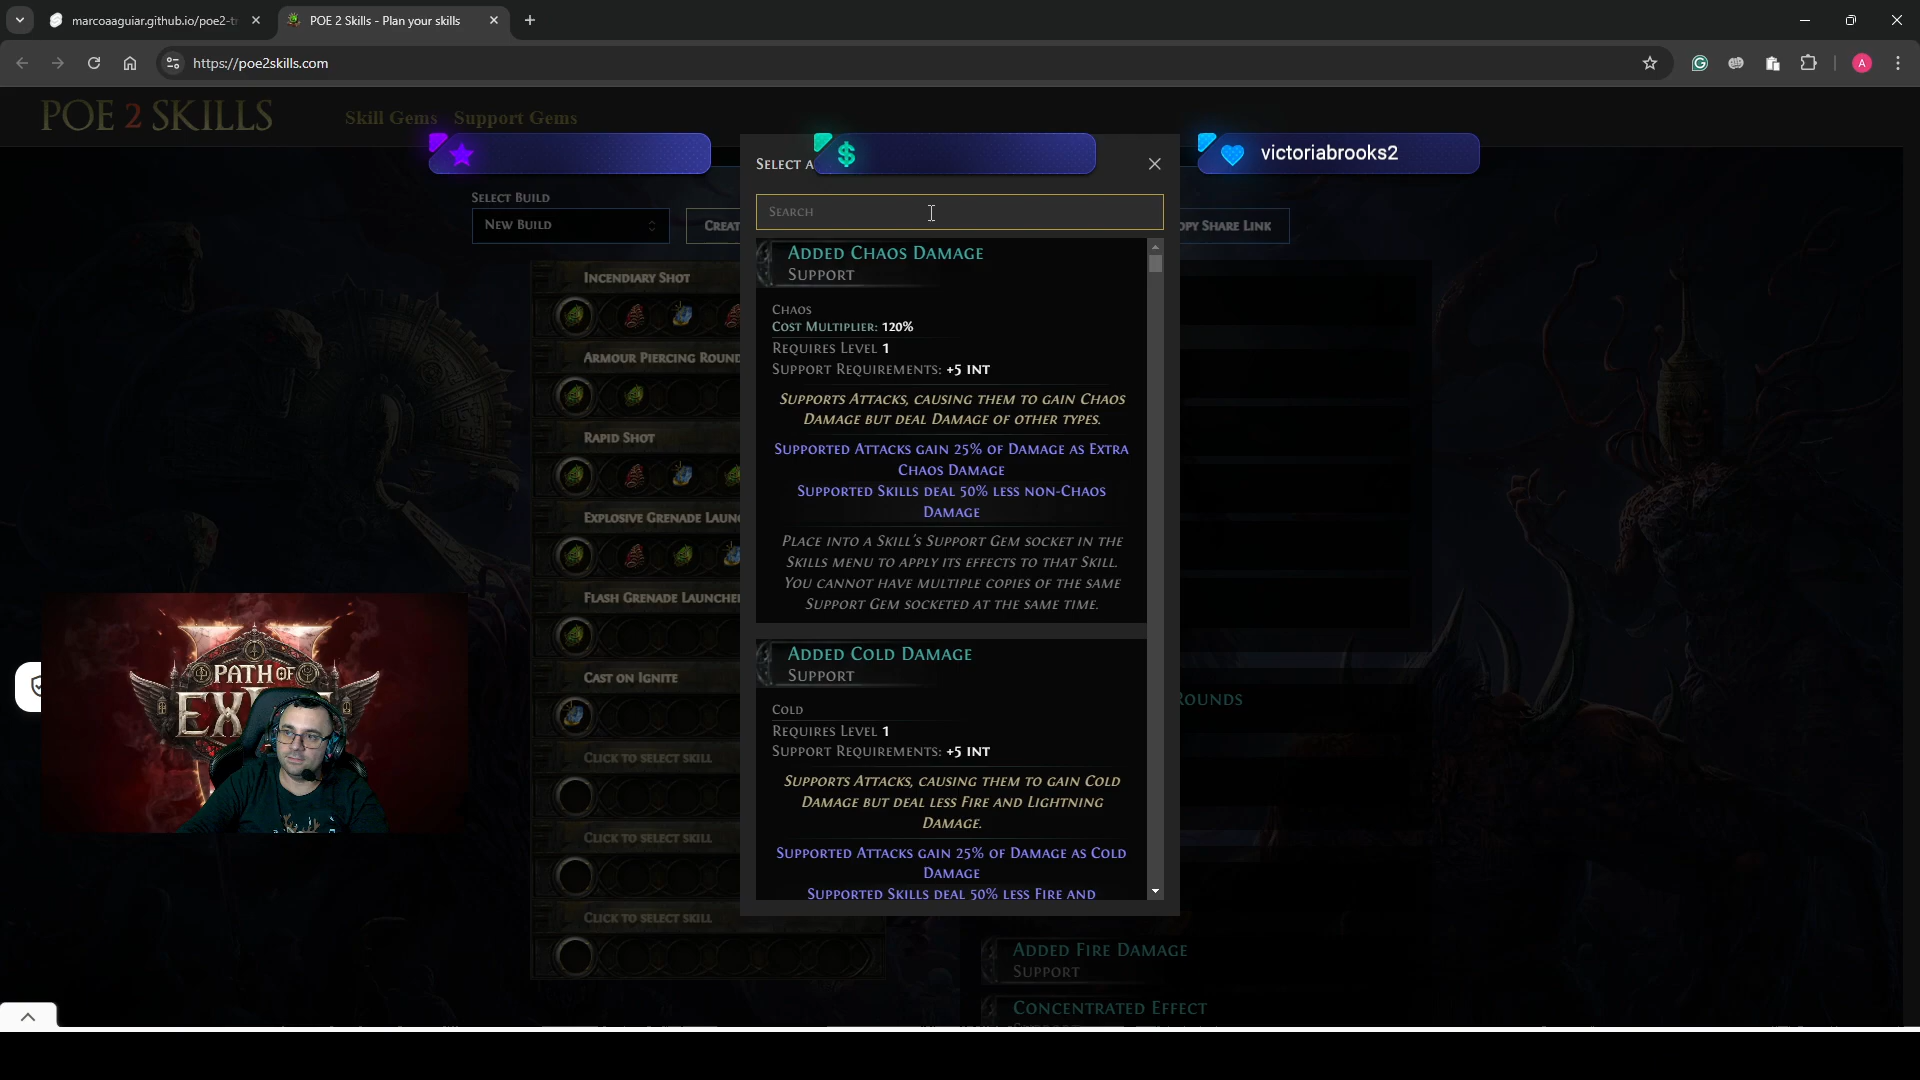 marcoaaguiar.github.io/poe2-tr
POE 2 Skills - Plan your skills
https://poe2skills.com
A
POE 2 SKILLS
Skill Gems
Support Gems
$
victoriabrooks2
SELECT A
SELECT BUILD
NEW BUILD
CREAT
OPY SHARE LINK
SEARCH
ADDED CHAOS DAMAGE
SUPPORT
CHAOS
COST MULTIPLIER: 120%
REQUIRES LEVEL 1
SUPPORT REQUIREMENTS: +5 INT
SUPPORTS ATTACKS, CAUSING THEM TO GAIN CHAOS
DAMAGE BUT DEAL DAMAGE OF OTHER TYPES.
SUPPORTED ATTACKS GAIN 25% OF DAMAGE AS EXTRA
CHAOS DAMAGE
SUPPORTED SKILLS DEAL 50% LESS NON-CHAOS
DAMAGE
PLACE INTO A SKILL'S SUPPORT GEM SOCKET IN THE
SKILLS MENU TO APPLY ITS EFFECTS TO THAT SKILL.
YOU CANNOT HAVE MULTIPLE COPIES OF THE SAME
SUPPORT GEM SOCKETED AT THE SAME TIME.
ADDED COLD DAMAGE
SUPPORT
COLD
REQUIRES LEVEL 1
SUPPORT REQUIREMENTS: +5 INT
SUPPORTS ATTACKS, CAUSING THEM TO GAIN COLD
DAMAGE BUT DEAL LESS FIRE AND LIGHTNING
DAMAGE.
SUPPORTED ATTACKS GAIN 25% OF DAMAGE AS COLD
DAMAGE
SUPPORTED SKILLS DEAL 50% LESS FIRE AND
INCENDIARY SHOT
ARMOUR PIERCING ROUND
RAPID SHOT
EXPLOSIVE GRENADE LAUN
FLASH GRENADE LAUNCHE
CAST ON IGNITE
CLICK TO SELECT SKILL
CLICK TO SELECT SKILL
CLICK TO SELECT SKILL
ROUNDS
ADDED FIRE DAMAGE
SUPPORT
CONCENTRATED EFFECT
PATH OF
EX